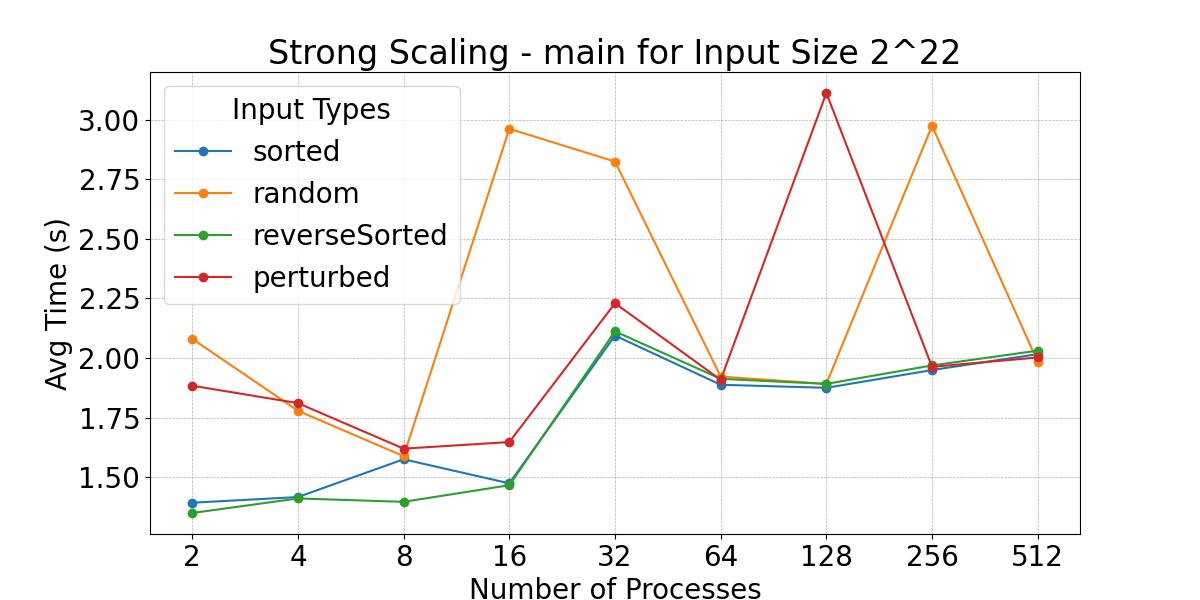 Strong Scaling - main for Input Size 2^22
Avg Time (s)
3.00
2.75
2.50
2.25
2.00
1.75
1.50
Input Types
sorted
random
reverseSorted
perturbed
2 4 8 16 32 64 128 256 512
Number of Processes